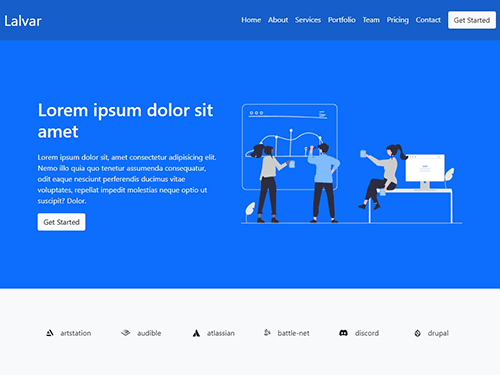 Lalvar
Home About Services Portfolio Team Pricing Contact Get Started
Lorem ipsum dolor sit
amet
Lorem ipsum dolor sit, amet consectetur adipisicing elit.
Nemo illo quia quo tenetur assumenda consequatur,
odit eaque nesciunt perferendis ducimus vitae
voluptates, repellat impedit molestias neque optio ut
suscipit? Dolor.
Get Started
artstation audible atlassian battle-net discord drupal